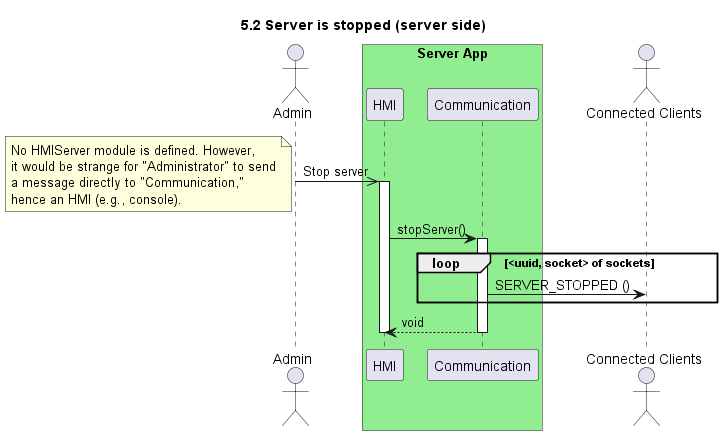 5.2 Server is stopped (server side)
Server App
Admin
HMI
Communication
Connected Clients
No HMIServer module is defined. However,
it would be strange for "Administrator" to send
a message directly to "Communication,"
hence an HMI (e.g., console).
Stop server
stopServer()
loop
[<uuid, socket> of sockets]
SERVER_STOPPED ()
void
Admin
HMI
Communication
Connected Clients